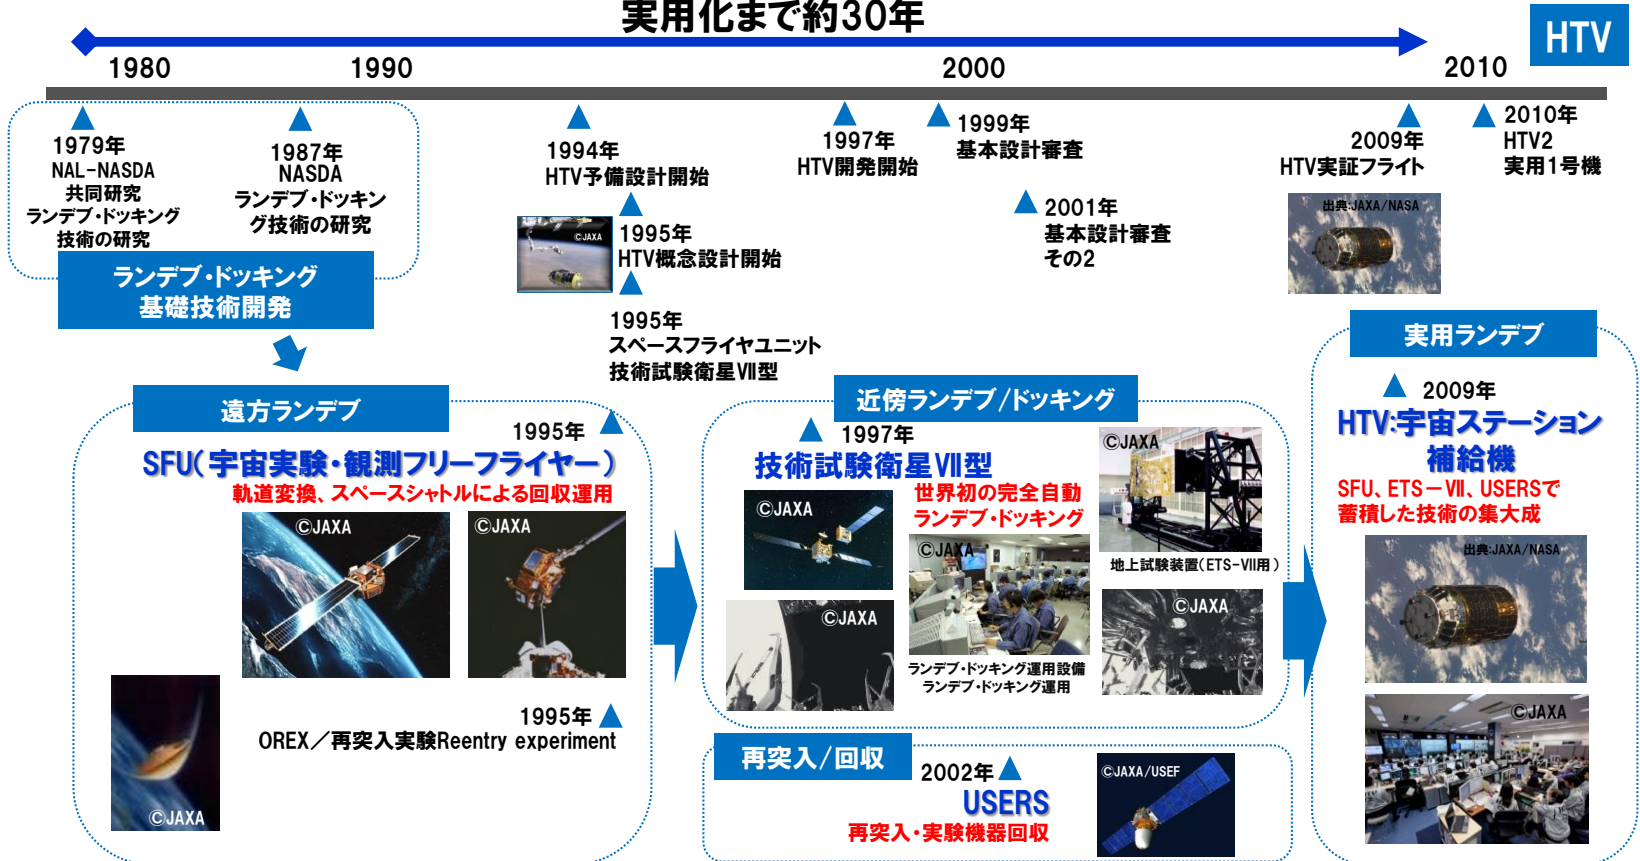 実用化まで約30年
HTV
1980
1990
2000
2010
1979年
NAL-NASDA
共同研究
ランデブ・ドッキング
技術の研究
1987年
NASDA
ランデブ・ドッキン
グ技術の研究
ランデブ・ドッキング
基礎技術開発
1994年
HTV予備設計開始
©JAXA
1995年
HTV概念設計開始
1995年
スペースフライヤユニット
技術試験衛星Ⅶ型
1997年
HTV開発開始
1999年
基本設計審査
2001年
基本設計審査
その2
2009年
HTV実証フライト
出典:JAXA/NASA
2010年
HTV2
実用1号機
遠方ランデブ
1995年
SFU(宇宙実験・観測フリーフライヤー)
軌道変換、スペースシャトルによる回収運用
©JAXA
©JAXA
1995年
OREX/再突入実験Reentry experiment
©JAXA
近傍ランデブ/ドッキング
1997年
技術試験衛星Ⅶ型
世界初の完全自動
ランデブ・ドッキング
©JAXA
©JAXA
©JAXA
地上試験装置(ETS-Ⅶ用)
©JAXA
©JAXA
ランデブ・ドッキング運用設備
ランデブ・ドッキング運用
再突入/回収
2002年
USERS
再突入・実験機器回収
©JAXA/USEF
実用ランデブ
2009年
HTV:宇宙ステーション
補給機
SFU、ETS-Ⅶ、USERSで
蓄積した技術の集大成
出典:JAXA/NASA
©JAXA